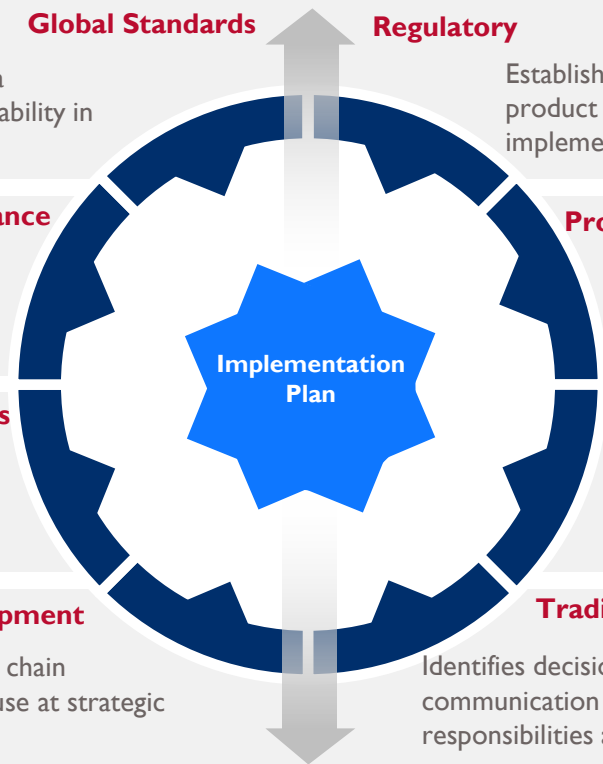 Global Standards
Regulatory
ability in
Establish
product
impleme
ance
Pro
Implementation
Plan
s
pment
Tradi
chain
use at strategic
Identifies decisio
communication
responsibilities a